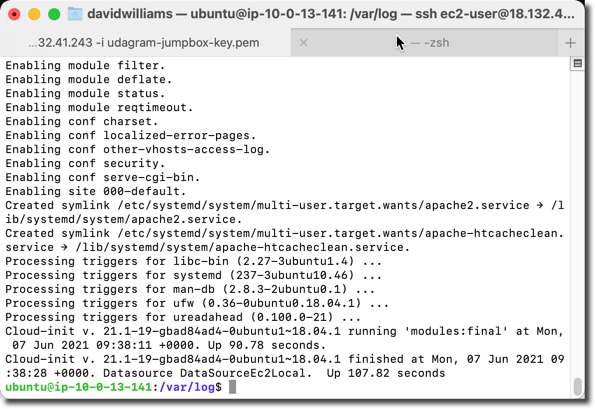 davidwilliams — ubuntu@ip-10-0-13-141: /var/log — ssh ec2-user@18.132.4...
...32.41.243 -i udagram-jumpbox-key.pem
— -zsh
Enabling module filter.
Enabling module deflate.
Enabling module status.
Enabling module reqtimeout.
Enabling conf charset.
Enabling conf localized-error-pages.
Enabling conf other-vhosts-access-log.
Enabling conf security.
Enabling conf serve-cgi-bin.
Enabling site 000-default.
Created symlink /etc/systemd/system/multi-user.target.wants/apache2.service → /l
ib/systemd/system/apache2.service.
Created symlink /etc/systemd/system/multi-user.target.wants/apache-htcacheclean.
service → /lib/systemd/system/apache-htcacheclean.service.
Processing triggers for libc-bin (2.27-3ubuntu1.4) ...
Processing triggers for systemd (237-3ubuntu10.46) ...
Processing triggers for man-db (2.8.3-2ubuntu0.1) ...
Processing triggers for ufw (0.36-0ubuntu0.18.04.1) ...
Processing triggers for ureadahead (0.100.0-21) ...
Cloud-init v. 21.1-19-gbad84ad4-0ubuntu1~18.04.1 running 'modules:final' at Mon,
 07 Jun 2021 09:38:11 +0000. Up 90.78 seconds.
Cloud-init v. 21.1-19-gbad84ad4-0ubuntu1~18.04.1 finished at Mon, 07 Jun 2021 09
:38:28 +0000. Datasource DataSourceEc2Local.  Up 107.82 seconds
ubuntu@ip-10-0-13-141:/var/log$